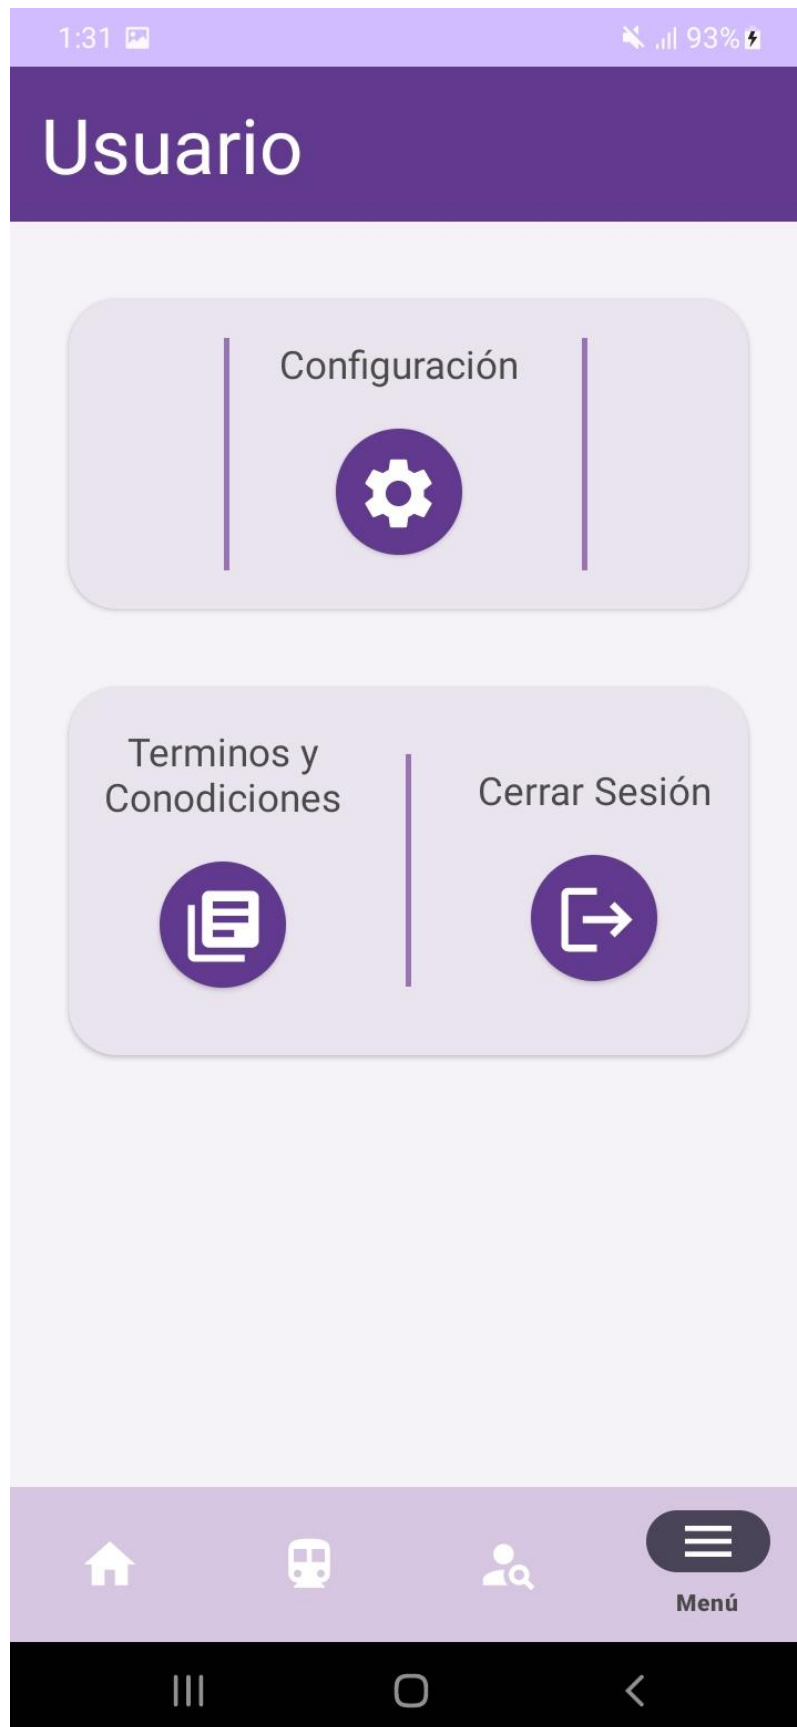 1:31
93%
Usuario
Configuración
Terminos y
Conodiciones
Cerrar Sesión
Menú